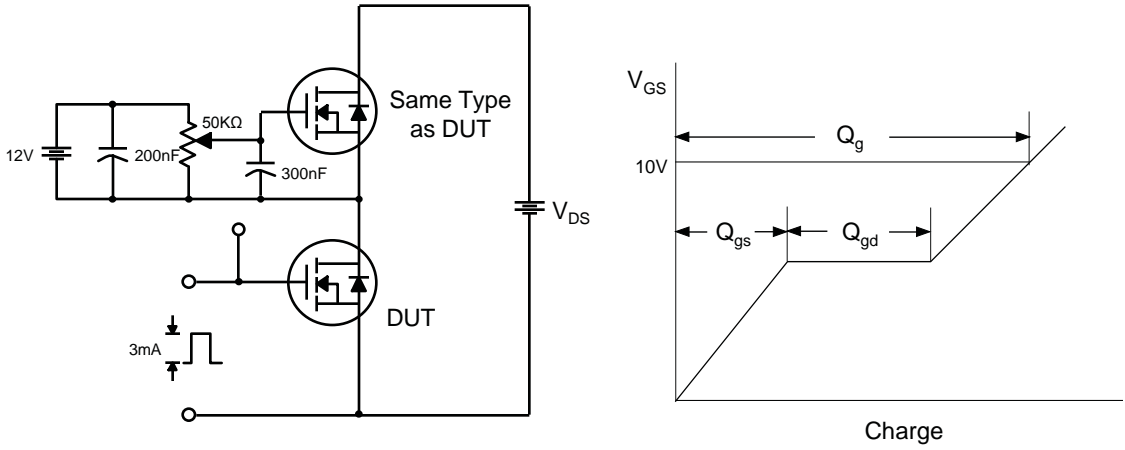 Same Type
as DUT
50KΩ
12V
200nF
300nF
V_DS
DUT
3mA
V_GS
Q_g
10V
Q_gs
Q_gd
Charge